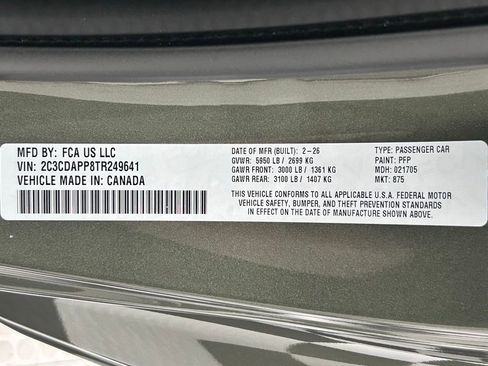 MFD BY: FCA US LLC
VIN: 2C3CDAPP8TR249641
VEHICLE MADE IN: CANADA
DATE OF MFR (BUILT): 2-26
GVWR: 5950 LB / 2699 KG
GAWR FRONT: 3000 LB / 1361 KG
GAWR REAR: 3100 LB / 1407 KG
TYPE: PASSENGER CAR
PAINT: PFP
MDH: 021705
MKT: 875
THIS VEHICLE CONFORMS TO ALL APPLICABLE U.S.A. FEDERAL MOTOR
VEHICLE SAFETY, BUMPER, AND THEFT PREVENTION STANDARDS
IN EFFECT ON THE DATE OF MANUFACTURE SHOWN ABOVE.